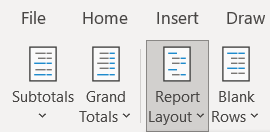 File Home Insert Draw
Subtotals Grand Totals Report Layout Blank Rows